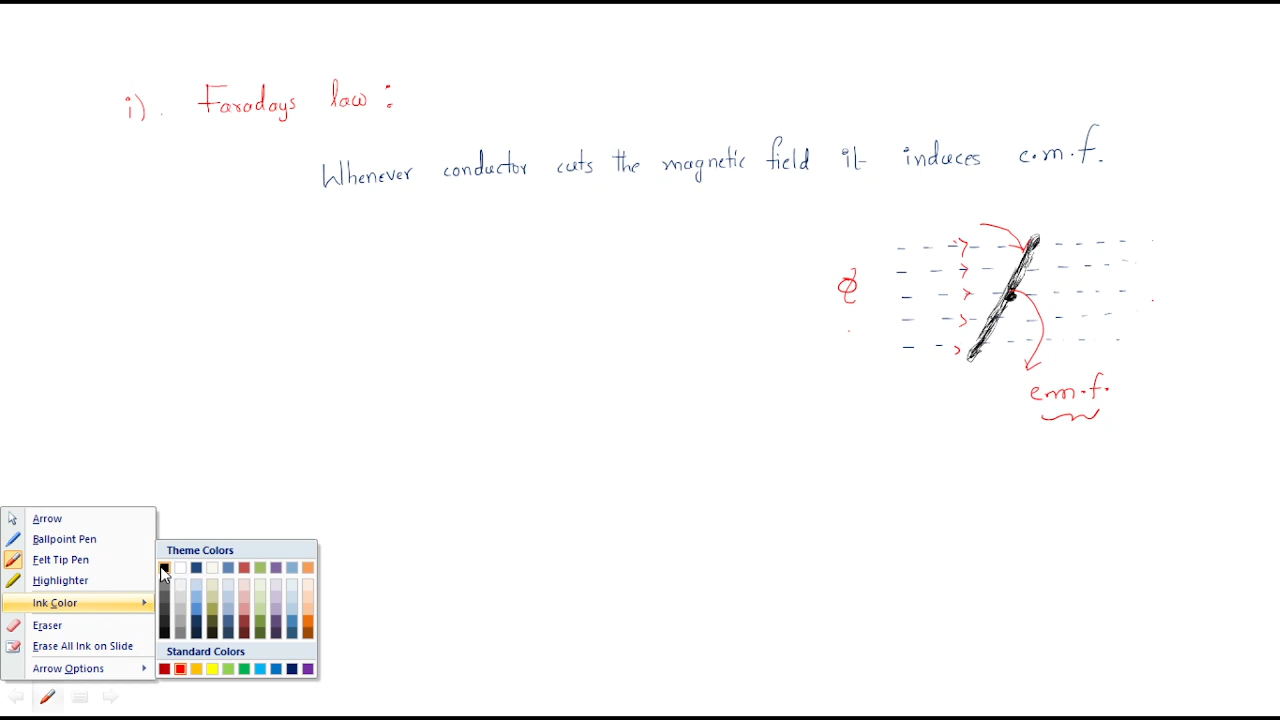 i). Faradays law :
Whenever conductor cuts the magnetic field it induces e.m.f.
Φ
e.m.f.
Arrow
Ballpoint Pen
Felt Tip Pen
Highlighter
Ink Color
Eraser
Erase All Ink on Slide
Arrow Options
Theme Colors
Standard Colors